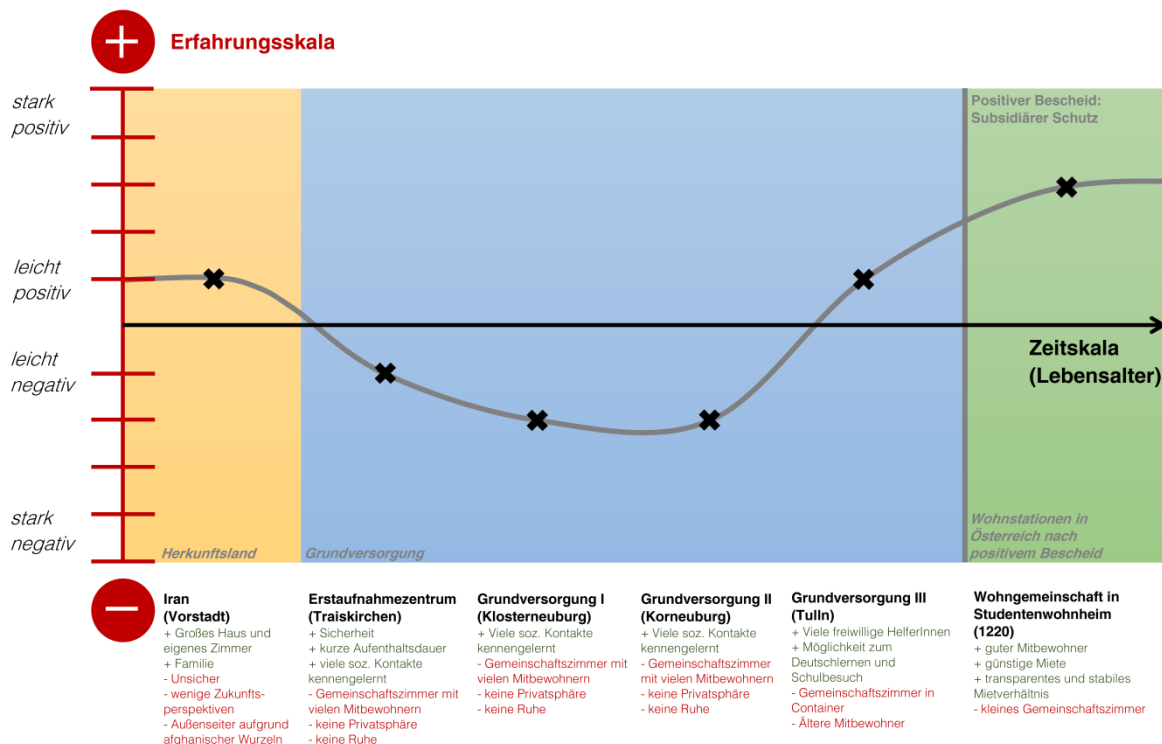 Erfahrungsskala
stark
positiv
leicht
positiv
leicht
negativ
stark
negativ
Positiver Bescheid:
Subsidiärer Schutz
Zeitskala
(Lebensalter)
Herkunftsland
Grundversorgung
Wohnstationen in
Österreich nach
positivem Bescheid
Iran
(Vorstadt)
+ Großes Haus und
eigenes Zimmer
+ Familie
- Unsicher
- wenige Zukunfts-
perspektiven
- Außenseiter aufgrund
afghanischer Wurzeln
Erstaufnahmezentrum
(Traiskirchen)
+ Sicherheit
+ kurze Aufenthaltsdauer
+ viele soz. Kontakte
kennengelernt
- Gemeinschaftszimmer mit
vielen Mitbewohnern
- keine Privatsphäre
- keine Ruhe
Grundversorgung I
(Klosterneuburg)
+ Viele soz. Kontakte
kennengelernt
- Gemeinschaftszimmer mit
vielen Mitbewohnern
- keine Privatsphäre
- keine Ruhe
Grundversorgung II
(Korneuburg)
+ Viele soz. Kontakte
kennengelernt
- Gemeinschaftszimmer
mit vielen Mitbewohnern
- keine Privatsphäre
- keine Ruhe
Grundversorgung III
(Tulln)
+ Viele freiwillige HelferInnen
+ Möglichkeit zum
Deutschlernen und
Schulbesuch
- Gemeinschaftszimmer in
Container
- Ältere Mitbewohner
Wohngemeinschaft in
Studentenwohnheim
(1220)
+ guter Mitbewohner
+ günstige Miete
+ transparentes und stabiles
Mietverhältnis
- kleines Gemeinschaftszimmer